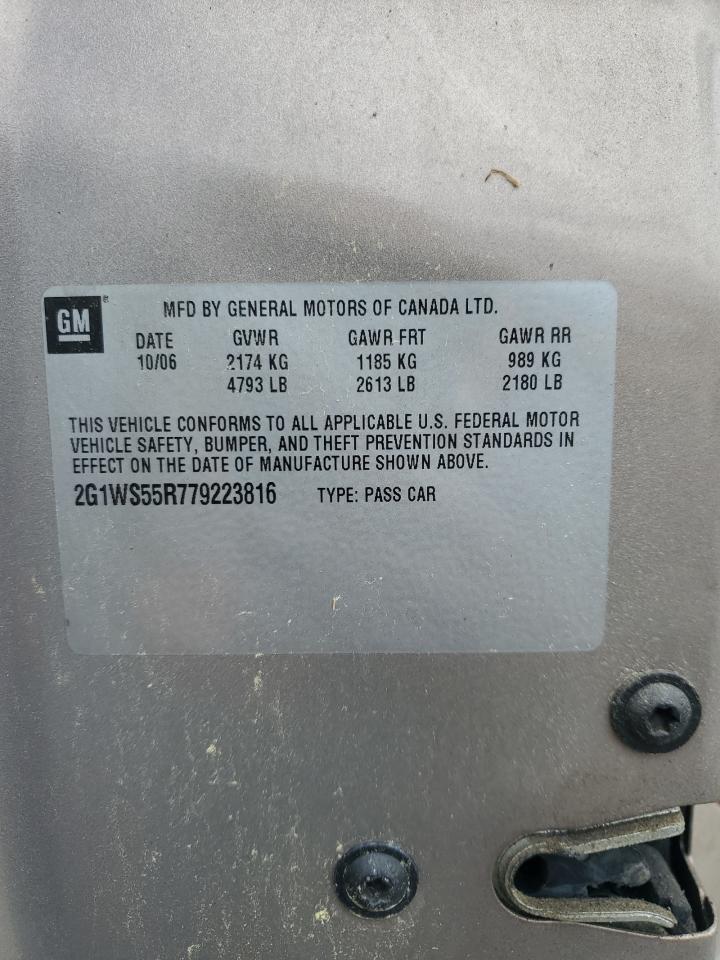 GM ® MFD BY GENERAL MOTORS OF CANADA LTD.
DATE GVWR GAWR FRT GAWR RR
10/06 2174 KG 1185 KG 989 KG
4793 LB 2613 LB 2180 LB
THIS VEHICLE CONFORMS TO ALL APPLICABLE U.S. FEDERAL MOTOR
VEHICLE SAFETY, BUMPER, AND THEFT PREVENTION STANDARDS IN
EFFECT ON THE DATE OF MANUFACTURE SHOWN ABOVE.
2G1WS55R779223816 TYPE: PASS CAR